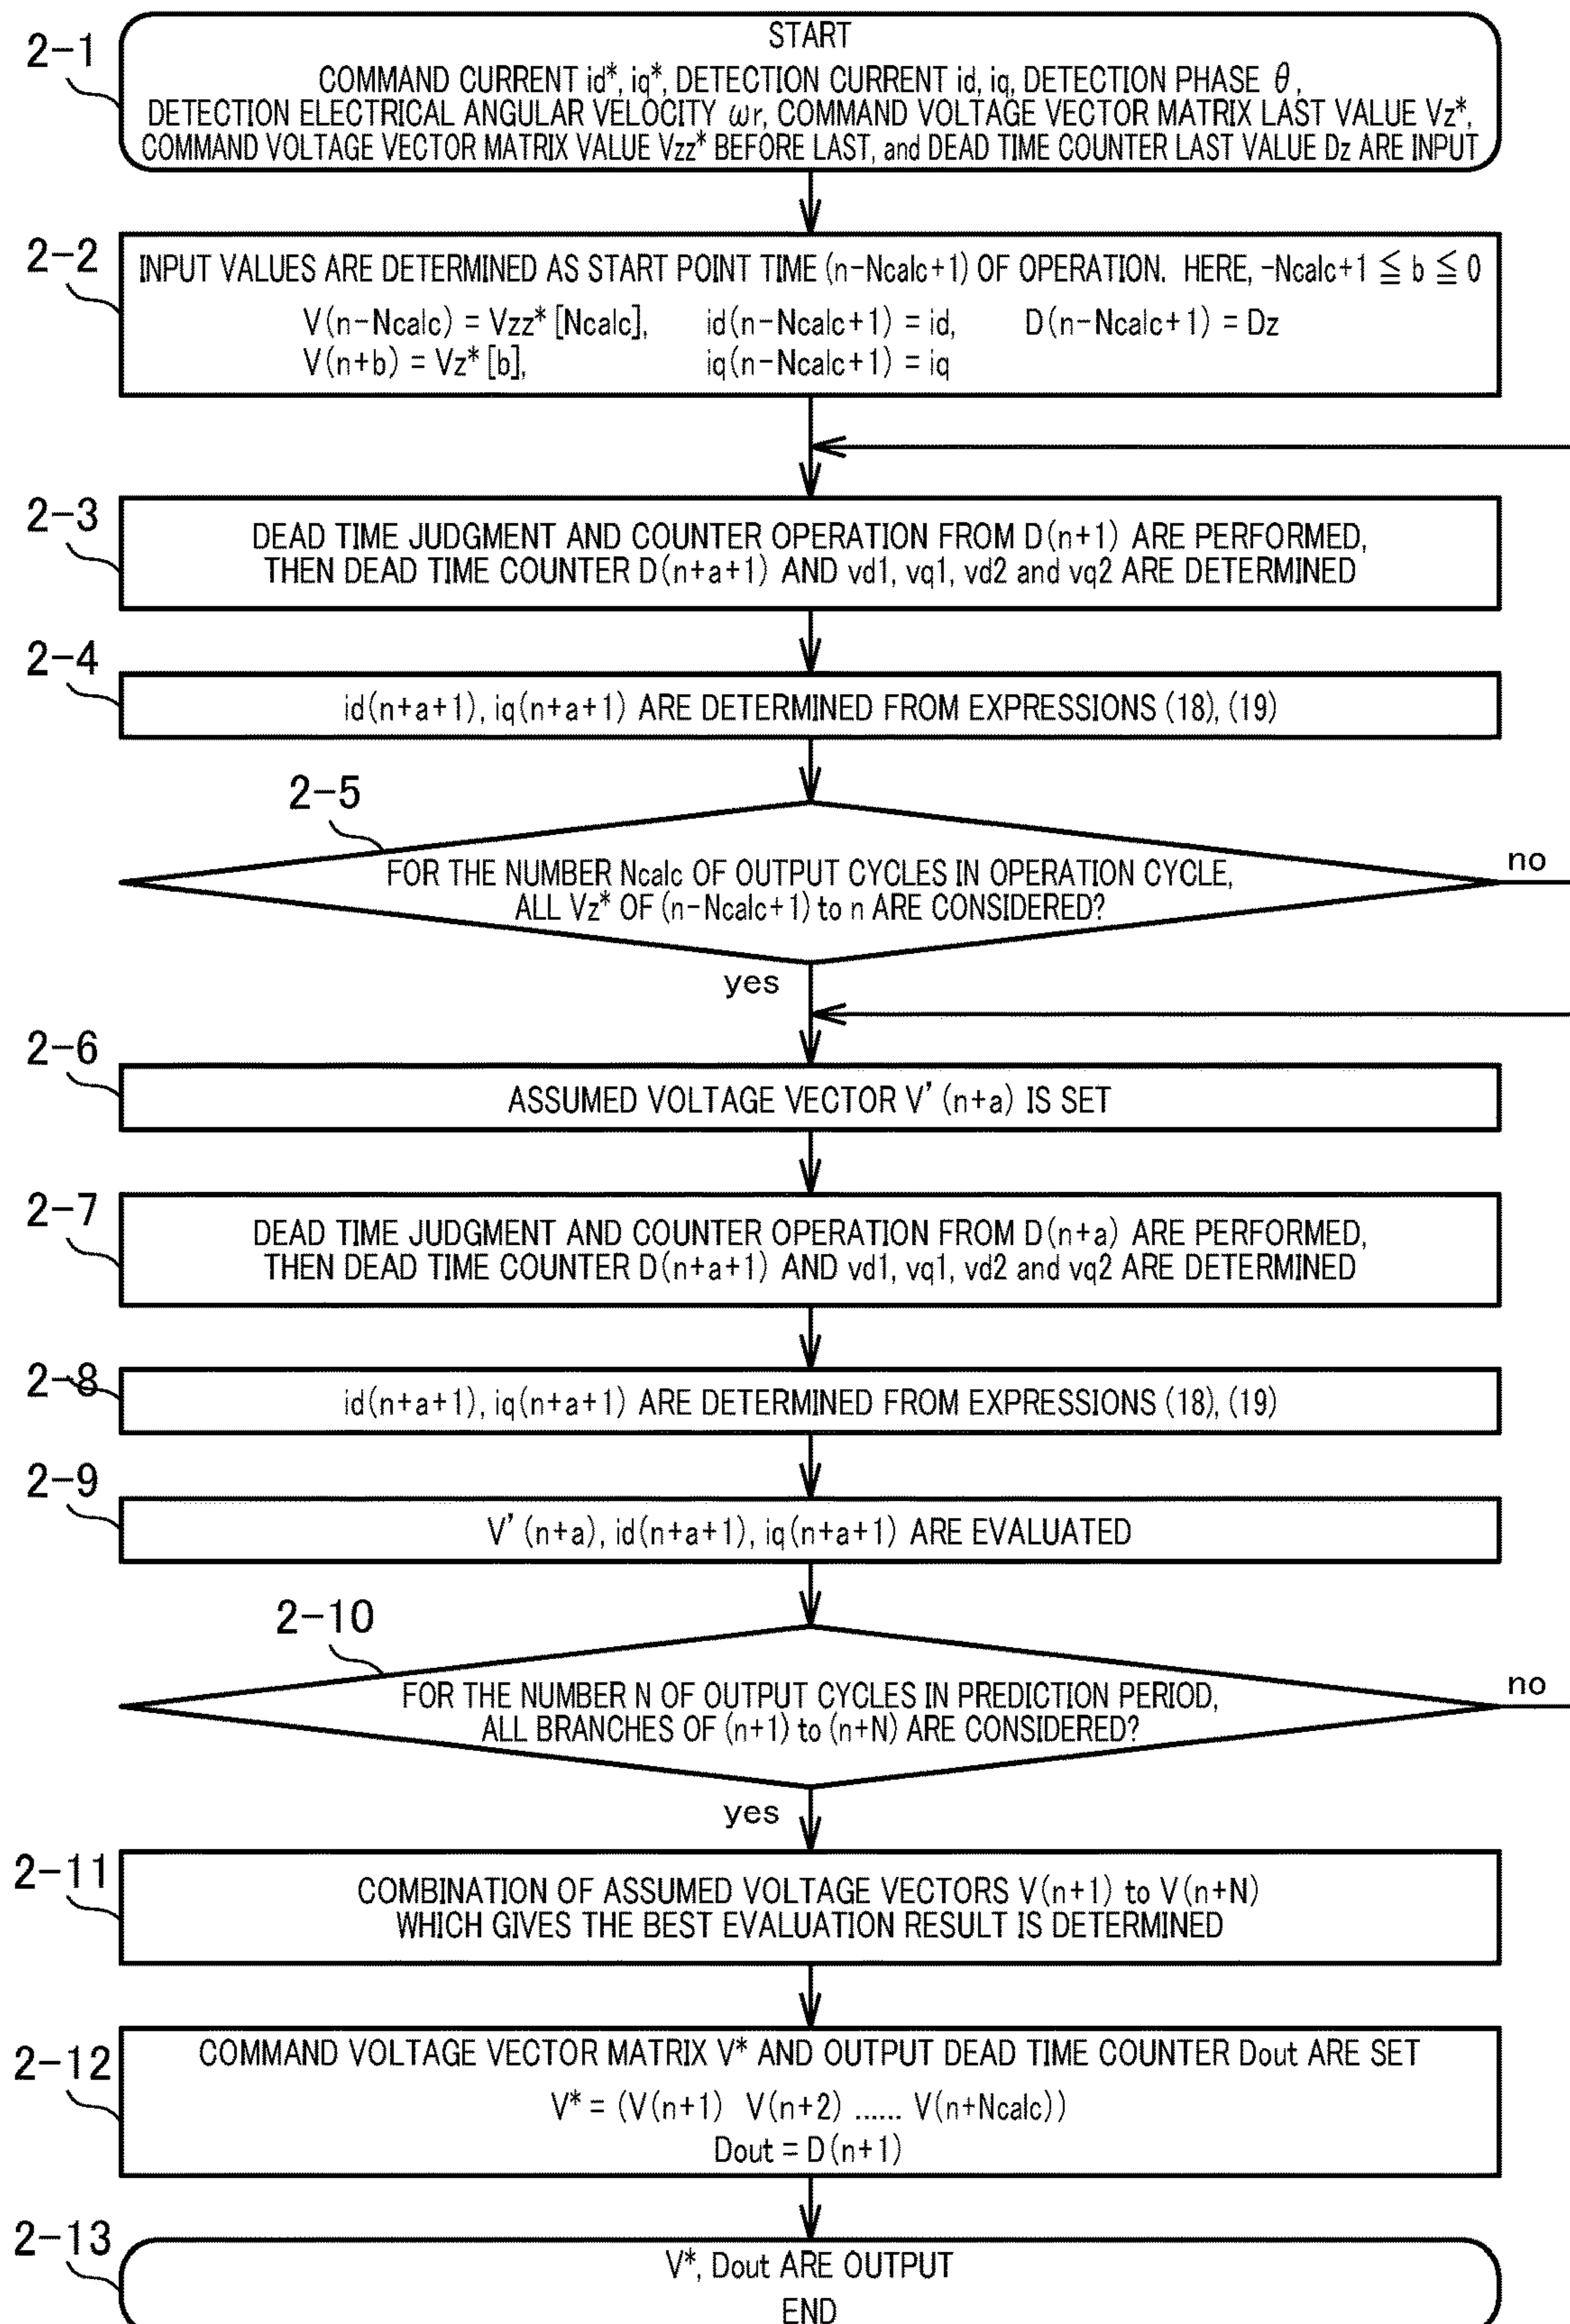 2-1
START
COMMAND CURRENT id*, iq*, DETECTION CURRENT id, iq, DETECTION PHASE θ,
DETECTION ELECTRICAL ANGULAR VELOCITY ωr, COMMAND VOLTAGE VECTOR MATRIX LAST VALUE Vz*,
COMMAND VOLTAGE VECTOR MATRIX VALUE Vzz* BEFORE LAST, and DEAD TIME COUNTER LAST VALUE Dz ARE INPUT
2-2
INPUT VALUES ARE DETERMINED AS START POINT TIME (n-Ncalc+1) OF OPERATION. HERE, -Ncalc+1 ≦ b ≦ 0
V(n-Ncalc) = Vzz* [Ncalc], id(n-Ncalc+1) = id, D(n-Ncalc+1) = Dz
V(n+b) = Vz* [b], iq(n-Ncalc+1) = iq
2-3
DEAD TIME JUDGMENT AND COUNTER OPERATION FROM D(n+1) ARE PERFORMED,
THEN DEAD TIME COUNTER D(n+a+1) AND vd1, vq1, vd2 and vq2 ARE DETERMINED
2-4
id(n+a+1), iq(n+a+1) ARE DETERMINED FROM EXPRESSIONS (18), (19)
2-5
FOR THE NUMBER Ncalc OF OUTPUT CYCLES IN OPERATION CYCLE,
ALL Vz* OF (n-Ncalc+1) to n ARE CONSIDERED?
no
yes
2-6
ASSUMED VOLTAGE VECTOR V' (n+a) IS SET
2-7
DEAD TIME JUDGMENT AND COUNTER OPERATION FROM D(n+a) ARE PERFORMED,
THEN DEAD TIME COUNTER D(n+a+1) AND vd1, vq1, vd2 and vq2 ARE DETERMINED
2-8
id(n+a+1), iq(n+a+1) ARE DETERMINED FROM EXPRESSIONS (18), (19)
2-9
V' (n+a), id(n+a+1), iq(n+a+1) ARE EVALUATED
2-10
FOR THE NUMBER N OF OUTPUT CYCLES IN PREDICTION PERIOD,
ALL BRANCHES OF (n+1) to (n+N) ARE CONSIDERED?
no
yes
2-11
COMBINATION OF ASSUMED VOLTAGE VECTORS V(n+1) to V(n+N)
WHICH GIVES THE BEST EVALUATION RESULT IS DETERMINED
2-12
COMMAND VOLTAGE VECTOR MATRIX V* AND OUTPUT DEAD TIME COUNTER Dout ARE SET
V* = (V(n+1) V(n+2) ...... V(n+Ncalc))
Dout = D(n+1)
2-13
V*, Dout ARE OUTPUT
END